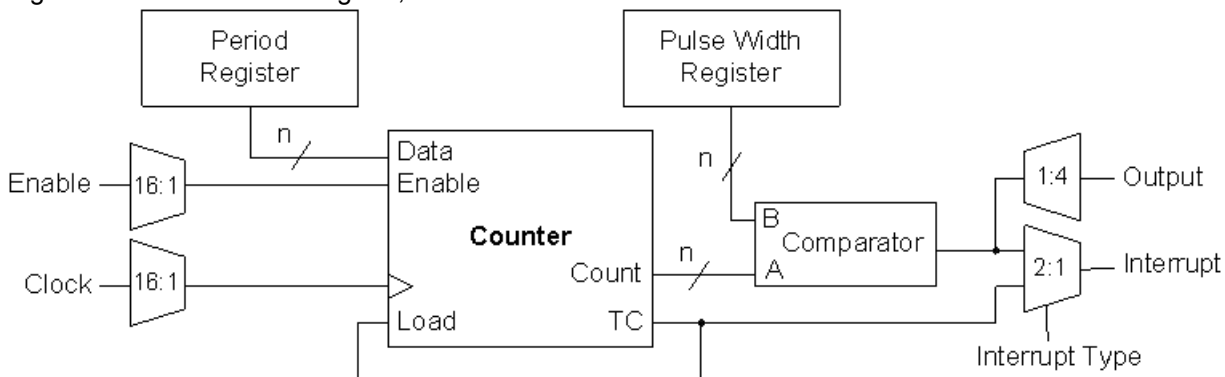 Period
Register
Pulse Width
Register
n
n
Data
Enable
Enable
16:1
1:4
Output
B
Comparator
A
Counter
Count
n
2:1
Interrupt
Clock
16:1
Load
TC
Interrupt Type